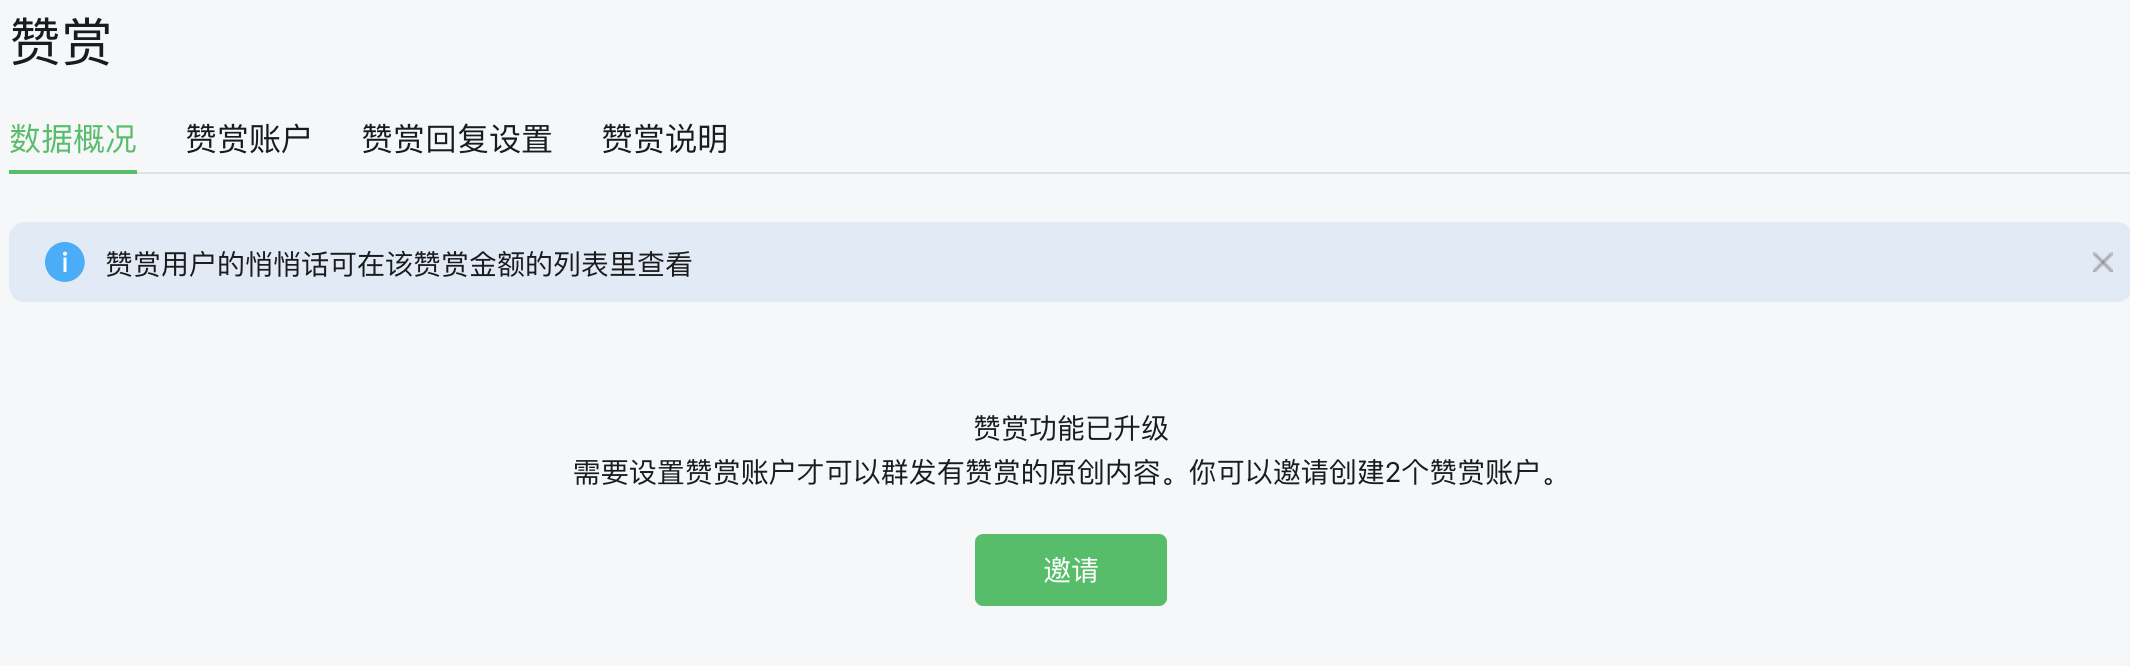 赞赏
数据概况 赞赏账户 赞赏回复设置 赞赏说明
赞赏用户的悄悄话可在该赞赏金额的列表里查看
赞赏功能已升级
需要设置赞赏账户才可以群发有赞赏的原创内容。你可以邀请创建2个赞赏账户。
邀请